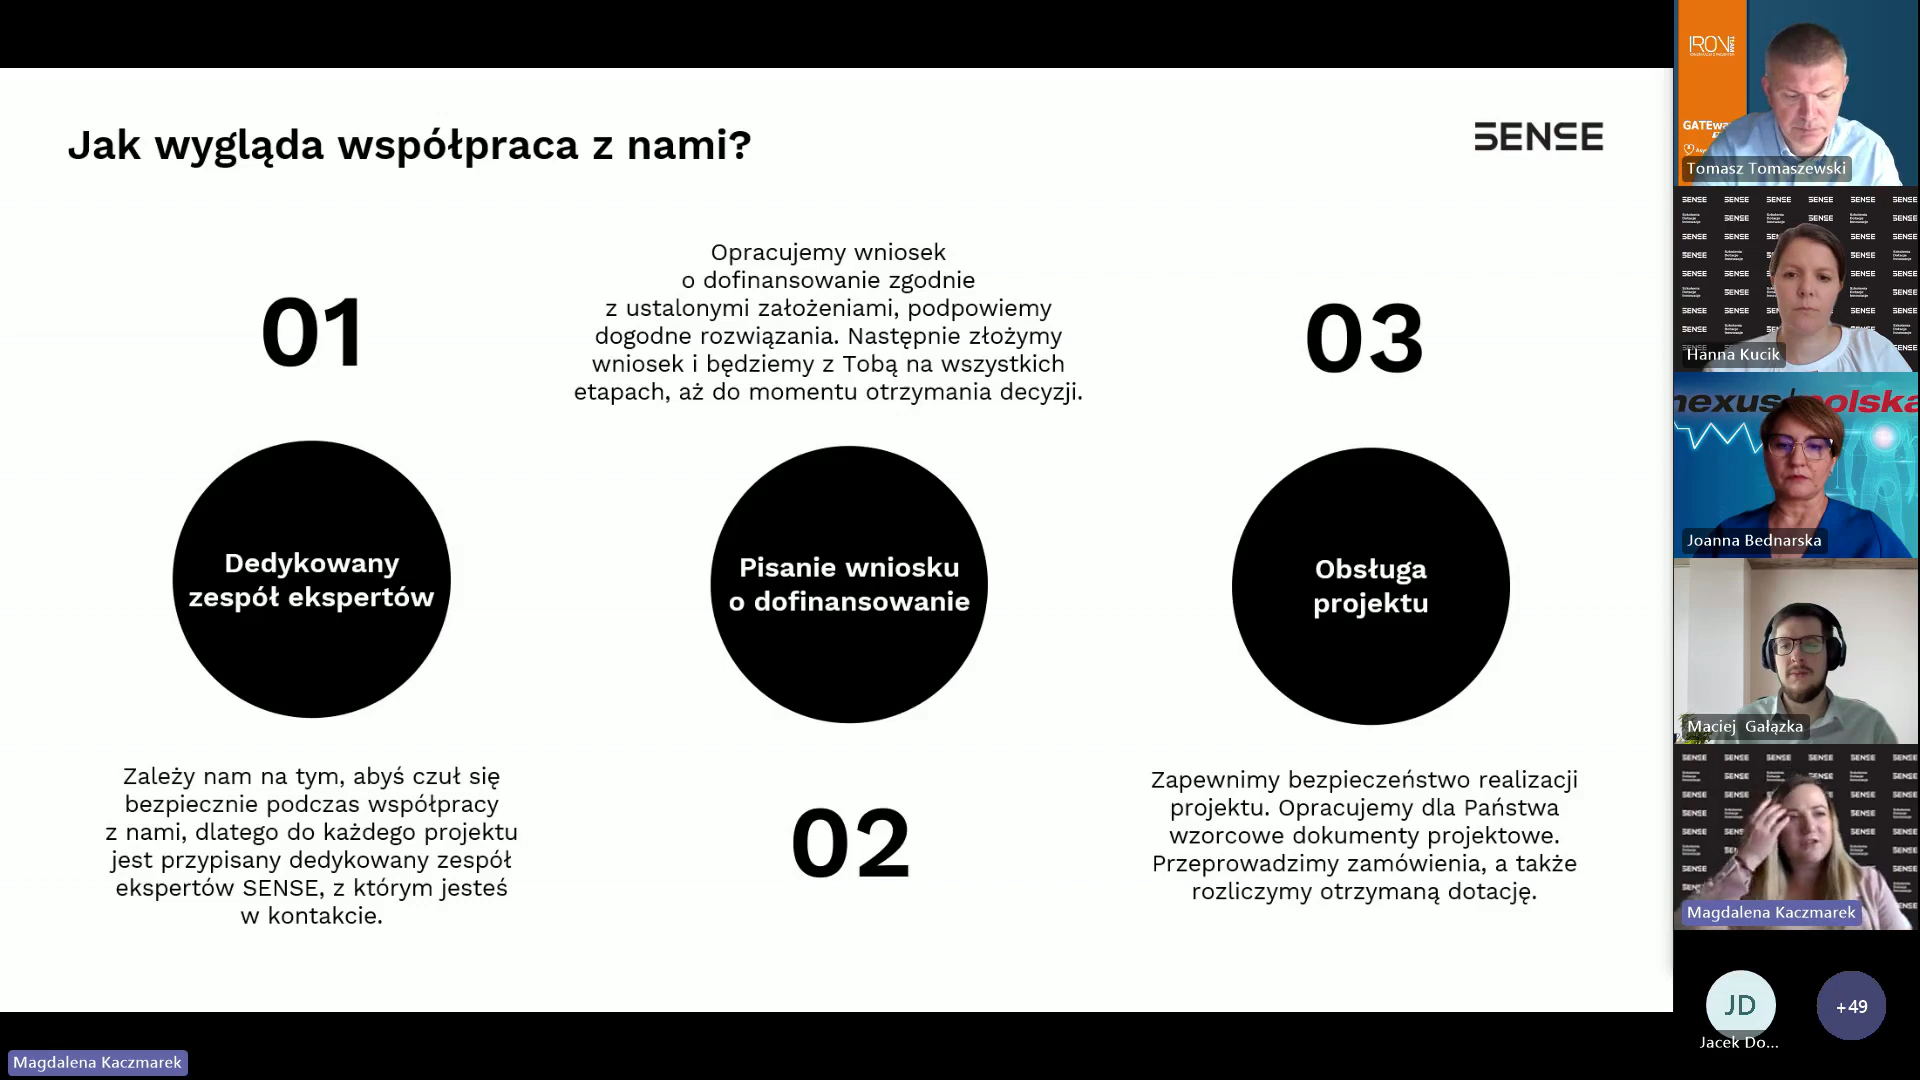 Jak wygląda współpraca z nami?
SENSE
01
Dedykowany
zespół ekspertów
Zależy nam na tym, abyś czuł się
bezpiecznie podczas współpracy
z nami, dlatego do każdego projektu
jest przypisany dedykowany zespół
ekspertów SENSE, z którym jesteś
w kontakcie.
Opracujemy wniosek
o dofinansowanie zgodnie
z ustalonymi założeniami, podpowiemy
dogodne rozwiązania. Następnie złożymy
wniosek i będziemy z Tobą na wszystkich
etapach, aż do momentu otrzymania decyzji.
Pisanie wniosku
o dofinansowanie
02
03
Obsługa
projektu
Zapewnimy bezpieczeństwo realizacji
projektu. Opracujemy dla Państwa
wzorcowe dokumenty projektowe.
Przeprowadzimy zamówienia, a także
rozliczymy otrzymaną dotację.
IRON
TEAM
Tomasz Tomaszewski
Hanna Kucik
nexus polska
Joanna Bednarska
Maciej Gałązka
Magdalena Kaczmarek
JD
Jacek Do...
+49
Magdalena Kaczmarek